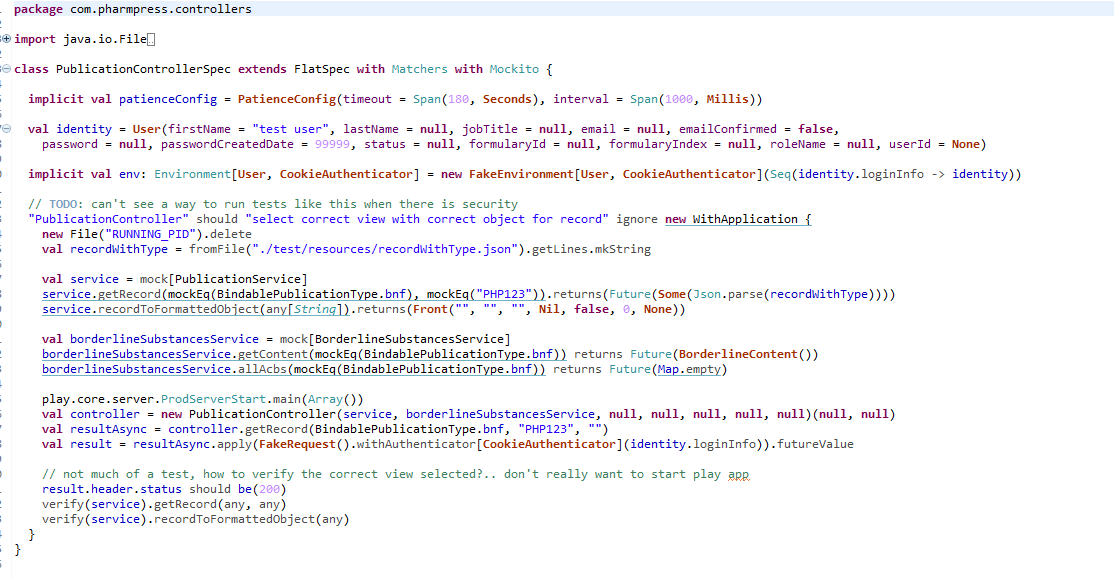 package com.pharmpress.controllers
import java.io.File
class PublicationControllerSpec extends FlatSpec with Matchers with Mockito {
implicit val patienceConfig = PatienceConfig(timeout = Span(180, Seconds), interval = Span(1000, Millis))
val identity = User(firstName = "test user", lastName = null, jobTitle = null, email = null, emailConfirmed = false,
password = null, passwordCreatedDate = 99999, status = null, formularyId = null, formularyIndex = null, roleName = null, userId = None)
implicit val env: Environment[User, CookieAuthenticator] = new FakeEnvironment[User, CookieAuthenticator](Seq(identity.loginInfo -> identity))
// TODO: can't see a way to run tests like this when there is security
"PublicationController" should "select correct view with correct object for record" ignore new WithApplication {
new File("RUNNING_PID").delete
val recordWithType = fromFile("./test/resources/recordWithType.json").getLines.mkString
val service = mock[PublicationService]
service.getRecord(mockEq(BindablePublicationType.bnf), mockEq("PHP123")).returns(Future(Some(Json.parse(recordWithType))))
service.recordToFormattedObject(any[String]).returns(Front("", "", "", Nil, false, 0, None))
val borderlineSubstancesService = mock[BorderlineSubstancesService]
borderlineSubstancesService.getContent(mockEq(BindablePublicationType.bnf)) returns Future(BorderlineContent())
borderlineSubstancesService.allAcbs(mockEq(BindablePublicationType.bnf)) returns Future(Map.empty)
play.core.server.ProdServerStart.main(Array())
val controller = new PublicationController(service, borderlineSubstancesService, null, null, null, null, null)(null, null)
val resultAsync = controller.getRecord(BindablePublicationType.bnf, "PHP123", "")
val result = resultAsync.apply(FakeRequest().withAuthenticator[CookieAuthenticator](identity.loginInfo)).futureValue
// not much of a test, how to verify the correct view selected?.. don't really want to start play app
result.header.status should be(200)
verify(service).getRecord(any, any)
verify(service).recordToFormattedObject(any)
}
}